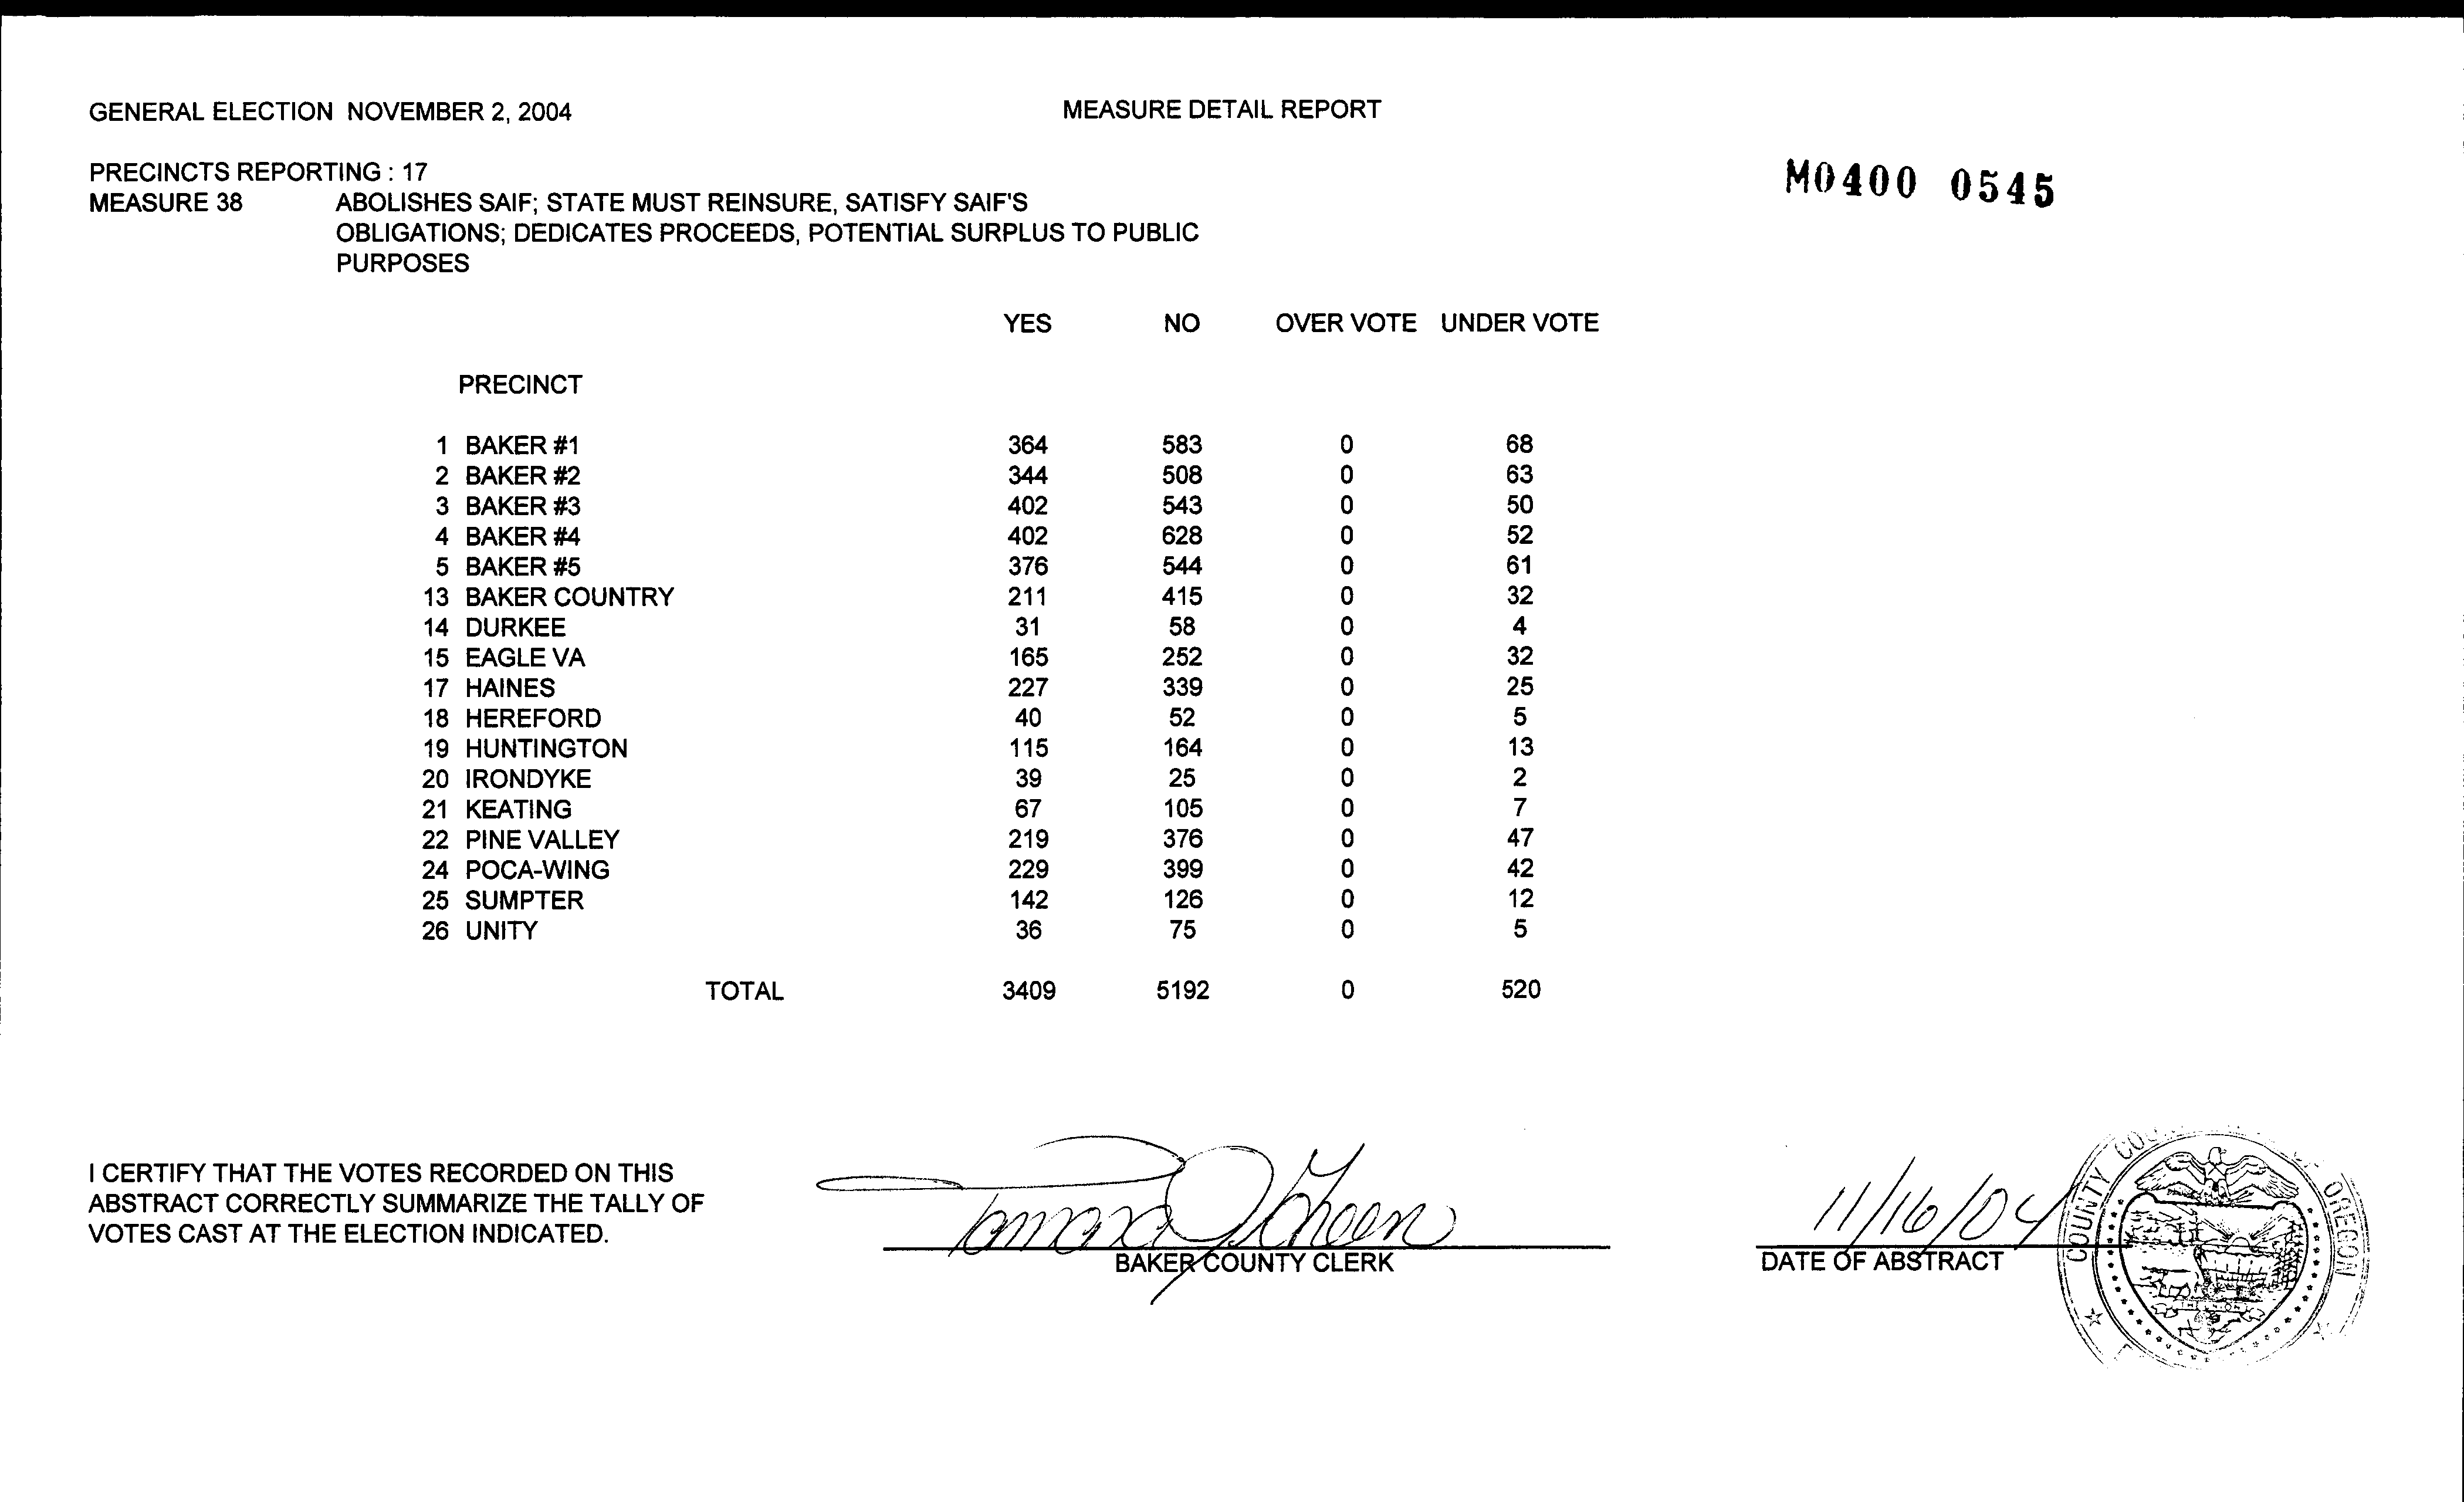 GENERAL ELECTION NOVEMBER 2, 2004 MEASURE DETAIL REPORT
PRECINCTS REPORTING : 17
M0400 0545
MEASURE 38 ABOLISHES SAIF; STATE MUST REINSURE, SATISFY SAIF'S
OBLIGATIONS; DEDICATES PROCEEDS, POTENTIAL SURPLUS TO PUBLIC
PURPOSES
YES NO OVER VOTE UNDER VOTE
PRECINCT
1 BAKER #1 364 583 0 68
2 BAKER #2 344 508 0 63
3 BAKER #3 402 543 0 50
4 BAKER #4 402 628 0 52
5 BAKER #5 376 544 0 61
13 BAKER COUNTRY 211 415 0 32
14 DURKEE 31 58 0 4
15 EAGLE VA 165 252 0 32
17 HAINES 227 339 0 25
18 HEREFORD 40 52 0 5
19 HUNTINGTON 115 164 0 13
20 IRONDYKE 39 25 0 2
21 KEATING 67 105 0 7
22 PINE VALLEY 219 376 0 47
24 POCA-WING 229 399 0 42
25 SUMPTER 142 126 0 12
26 UNITY 36 75 0 5
TOTAL 3409 5192 0 520
I CERTIFY THAT THE VOTES RECORDED ON THIS
ABSTRACT CORRECTLY SUMMARIZE THE TALLY OF
VOTES CAST AT THE ELECTION INDICATED.
Tamara J Green
BAKER COUNTY CLERK
11/16/04
DATE OF ABSTRACT
COUNTY
OREGON